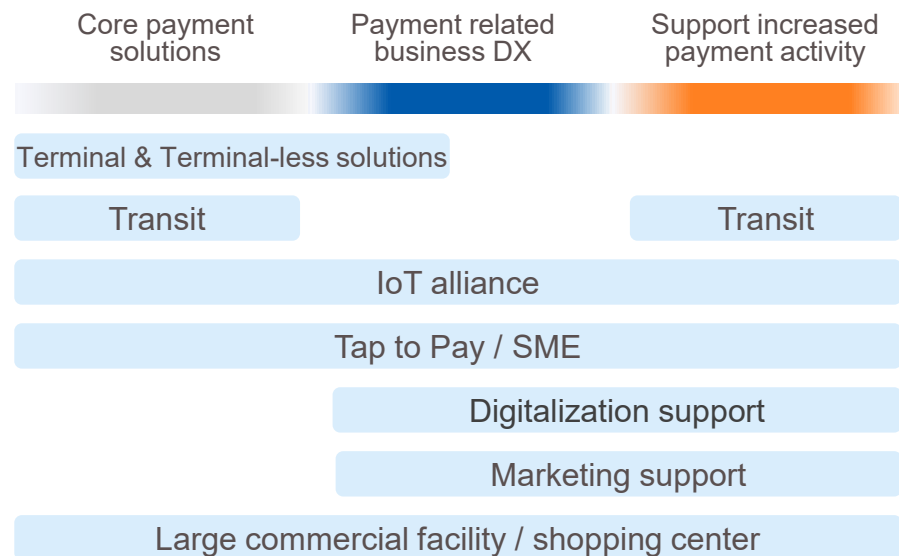 Core payment
solutions
Payment related
business DX
Support increased
payment activity
Terminal & Terminal-less solutions
Transit
Transit
IoT alliance
Tap to Pay / SME
Digitalization support
Marketing support
Large commercial facility / shopping center